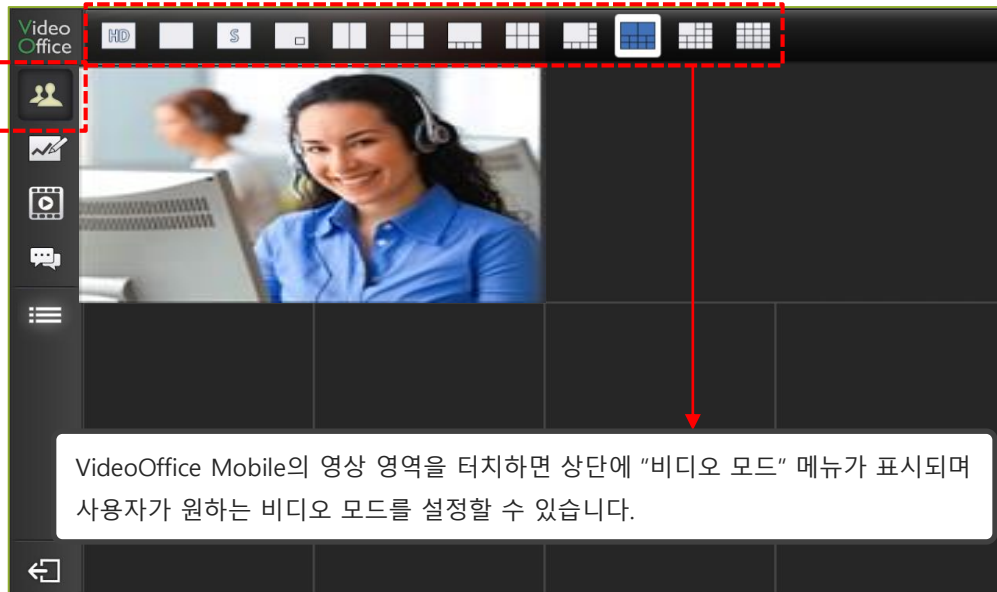 Video
Office
HD
S
VideoOffice Mobile의 영상 영역을 터치하면 상단에 “비디오 모드” 메뉴가 표시되며
사용자가 원하는 비디오 모드를 설정할 수 있습니다.